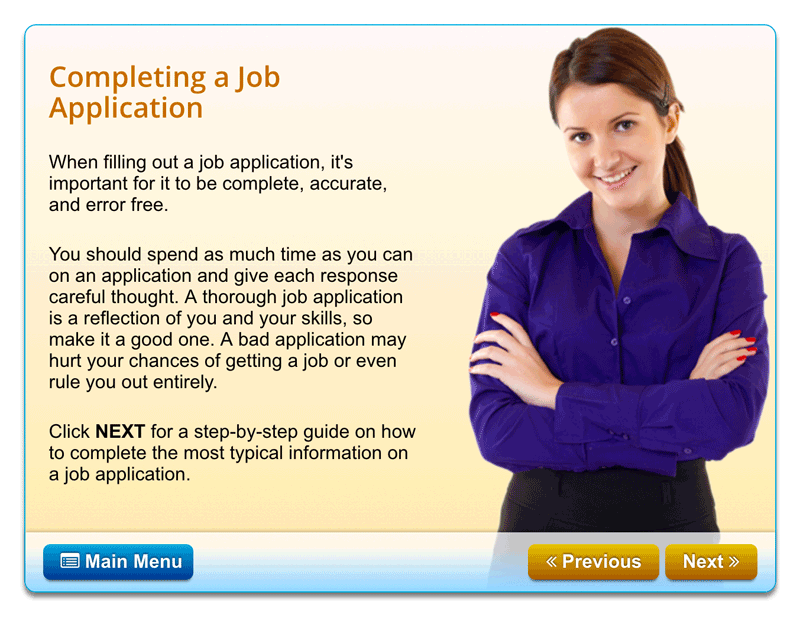 Completing a Job
Application
When filling out a job application, it's
important for it to be complete, accurate,
and error free.
You should spend as much time as you can
on an application and give each response
careful thought. A thorough job application
is a reflection of you and your skills, so
make it a good one. A bad application may
hurt your chances of getting a job or even
rule you out entirely.
Click NEXT for a step-by-step guide on how
to complete the most typical information on
a job application.
Main Menu
« Previous
Next »